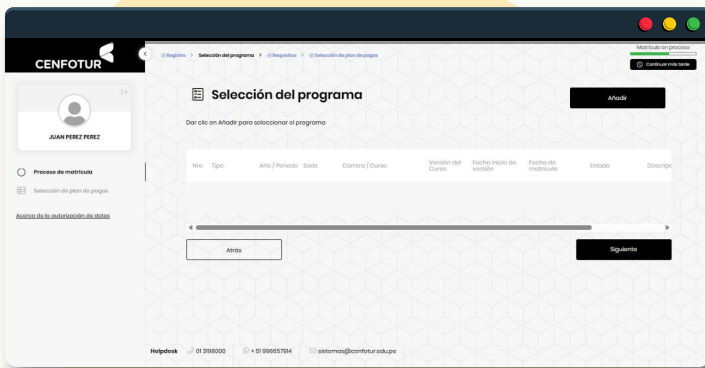 CENFOTUR
JUAN PEREZ PEREZ
Proceso de matrícula
Selección de plan de pagos
Acerca de la autorización de datos
Registro > Selección del programa > Requisitos > Selección de plan de pagos
Matrícula en proceso
Continuar más tarde
Selección del programa
Añadir
Dar clic en Añadir para seleccionar el programa
Nro Tipo Año / Periodo Sede Carrera / Curso Versión del Curso Fecha inicio de versión Fecha de matrícula Estado Descripc
Atrás
Siguiente
Helpdesk 01 3198000 + 51 996657914 sistemas@cenfotur.edu.pe